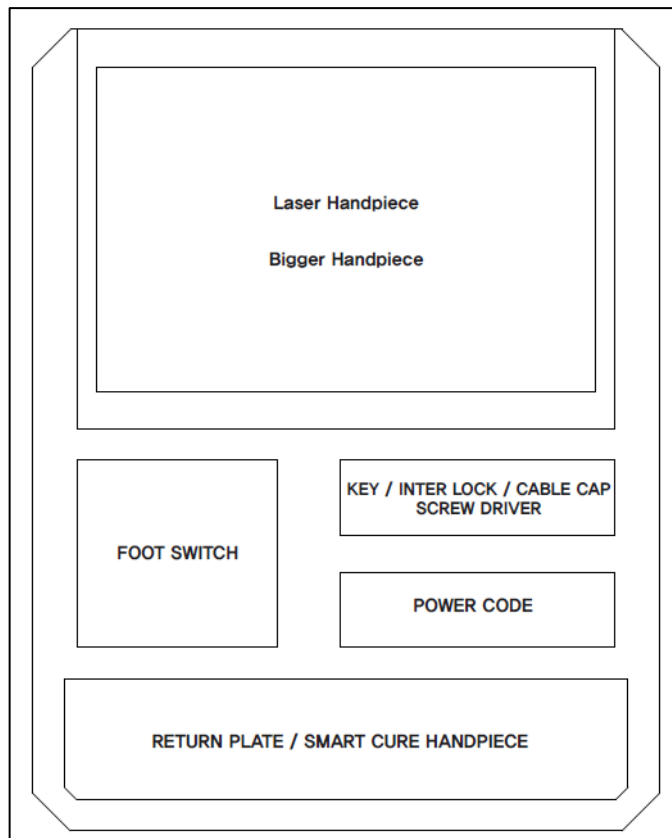 Laser Handpiece
Bigger Handpiece
KEY / INTER LOCK / CABLE CAP
SCREW DRIVER
FOOT SWITCH
POWER CODE
RETURN PLATE / SMART CURE HANDPIECE